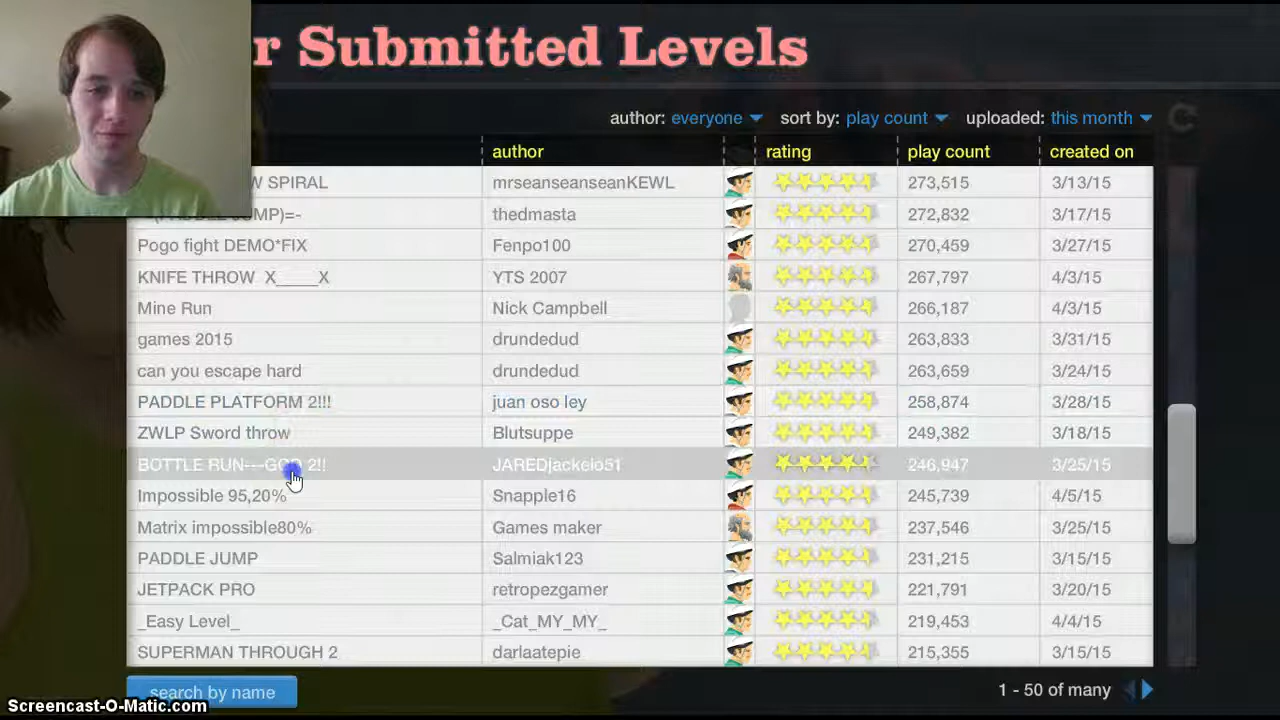 r Submitted Levels
author: everyone sort by: play count uploaded: this month
author rating play count created on
W SPIRAL mrseanseanseanKEWL 273,515 3/13/15
JUMP)=- thedmasta 272,832 3/17/15
Pogo fight DEMO*FIX Fenpo100 270,459 3/27/15
KNIFE THROW X_____X YTS 2007 267,797 4/3/15
Mine Run Nick Campbell 266,187 4/3/15
games 2015 drundedud 263,833 3/31/15
can you escape hard drundedud 263,659 3/24/15
PADDLE PLATFORM 2!!! juan oso ley 258,874 3/28/15
ZWLP Sword throw Blutsuppe 249,382 3/18/15
BOTTLE RUN---GOD 2!! JAREDjackelo51 246,947 3/25/15
Impossible 95,20% Snapple16 245,739 4/5/15
Matrix impossible80% Games maker 237,546 3/25/15
PADDLE JUMP Salmiak123 231,215 3/15/15
JETPACK PRO retropezgamer 221,791 3/20/15
_Easy Level_ _Cat_MY_MY_ 219,453 4/4/15
SUPERMAN THROUGH 2 darlaatepie 215,355 3/15/15
search by name 1 - 50 of many
Screencast-O-Matic.com